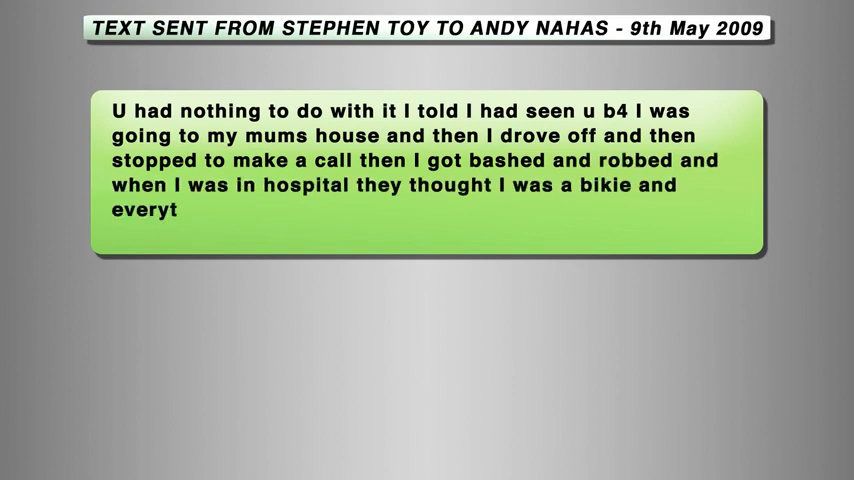 TEXT SENT FROM STEPHEN TOY TO ANDY NAHAS - 9th May 2009
U had nothing to do with it I told I had seen u b4 I was
going to my mums house and then I drove off and then
stopped to make a call then I got bashed and robbed and
when I was in hospital they thought I was a bikie and
everyt